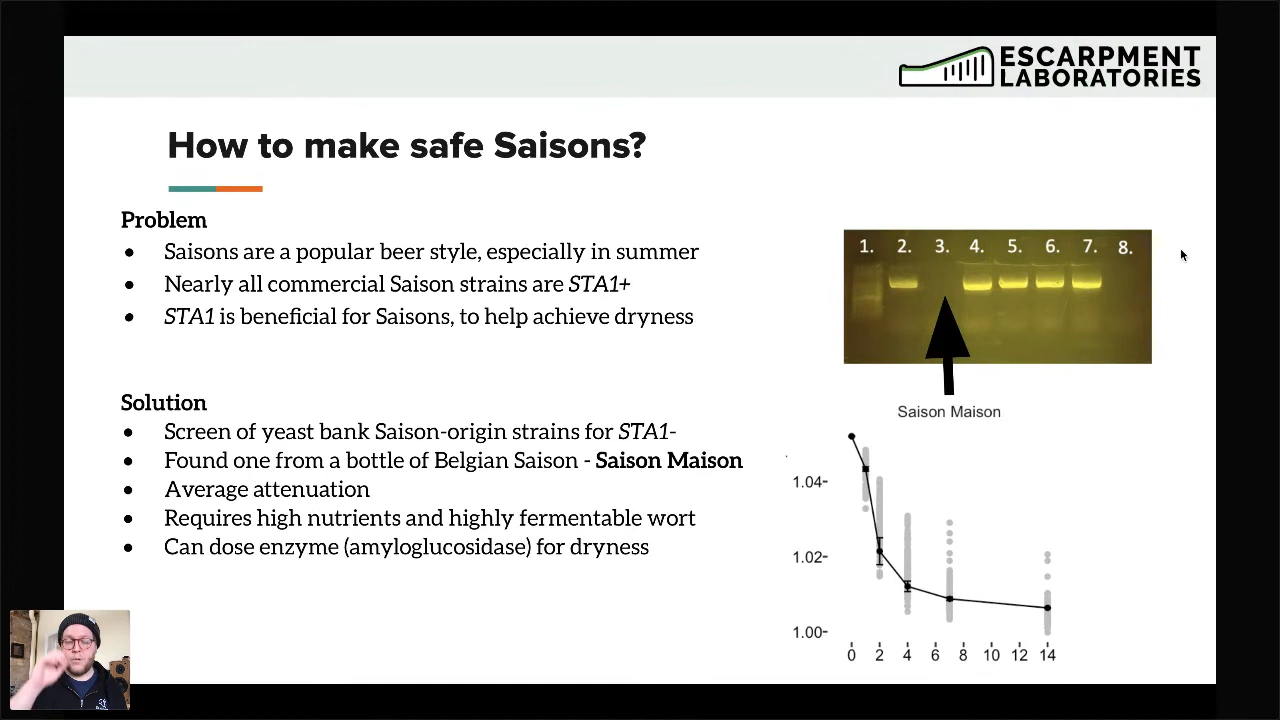 ESCARPMENT
LABORATORIES
How to make safe Saisons?
Problem
● Saisons are a popular beer style, especially in summer
● Nearly all commercial Saison strains are STA1+
● STA1 is beneficial for Saisons, to help achieve dryness
Solution
● Screen of yeast bank Saison-origin strains for STA1-
● Found one from a bottle of Belgian Saison - Saison Maison
● Average attenuation
● Requires high nutrients and highly fermentable wort
● Can dose enzyme (amyloglucosidase) for dryness
1. 2. 3. 4. 5. 6. 7. 8.
Saison Maison
1.04
1.02
1.00
0 2 4 6 8 10 12 14